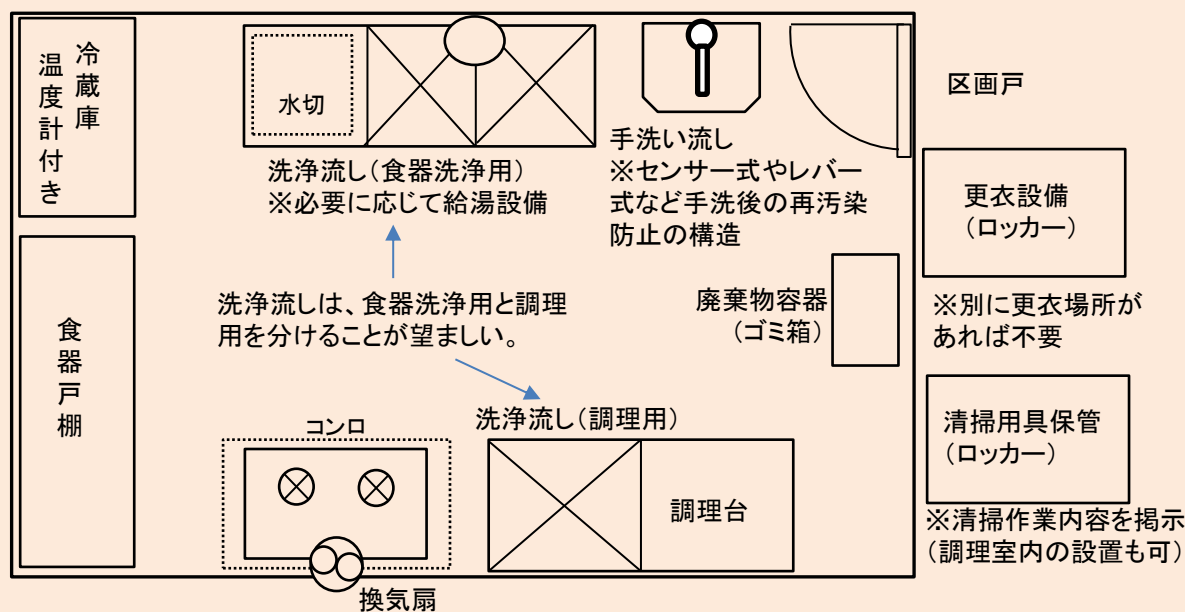 冷蔵庫
温度計付き
水切
洗浄流し(食器洗浄用)
※必要に応じて給湯設備
手洗い流し
※センサー式やレバー
式など手洗後の再汚染
防止の構造
区画戸
更衣設備
(ロッカー)
※別に更衣場所が
あれば不要
洗浄流しは、食器洗浄用と調理
用を分けることが望ましい。
廃棄物容器
(ゴミ箱)
食器戸棚
コンロ
洗浄流し(調理用)
調理台
清掃用具保管
(ロッカー)
※清掃作業内容を掲示
(調理室内の設置も可)
換気扇